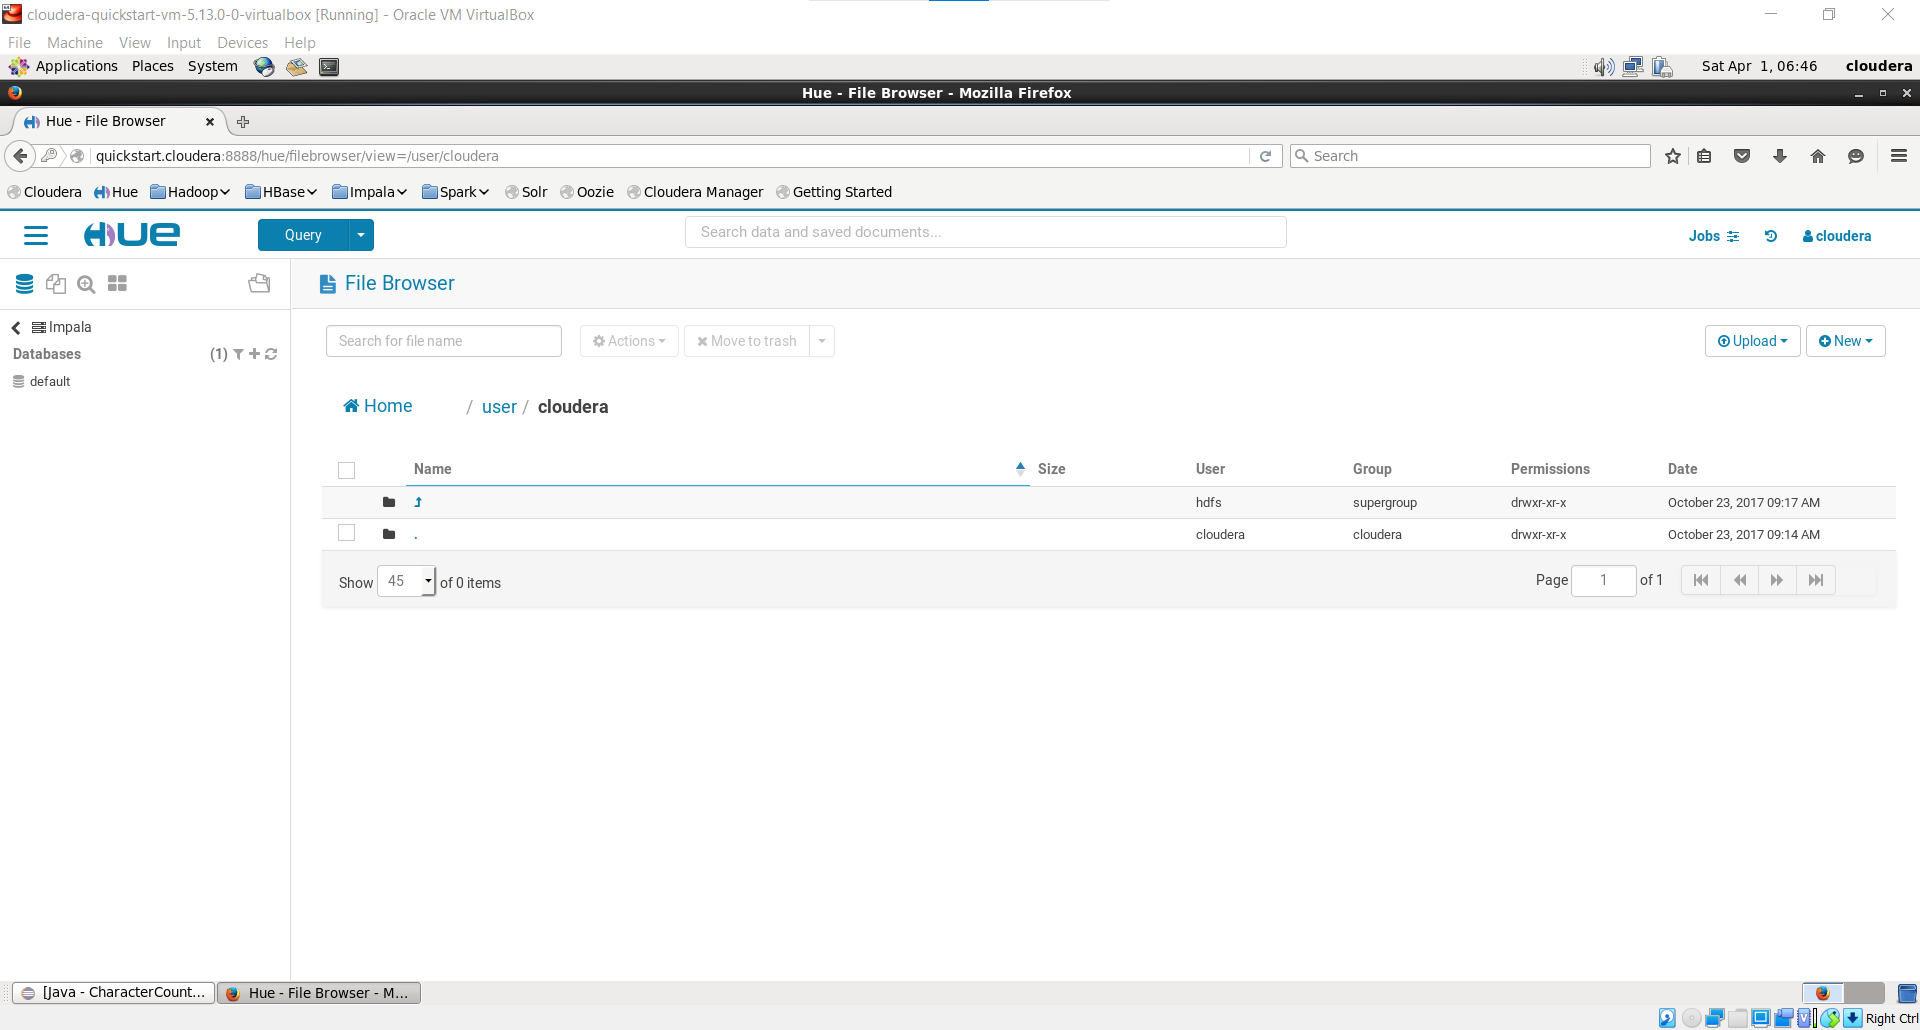 cloudera-quickstart-vm-5.13.0-0-virtualbox [Running] - Oracle VM VirtualBox
File Machine View Input Devices Help
Applications Places System Sat Apr 1, 06:46 cloudera
Hue - File Browser - Mozilla Firefox
Hue - File Browser
quickstart.cloudera:8888/hue/filebrowser/view=/user/cloudera Search
Cloudera Hue Hadoop HBase Impala Spark Solr Oozie Cloudera Manager Getting Started
HUE Query Search data and saved documents... Jobs cloudera
File Browser
Impala
Databases (1)
default
Search for file name Actions Move to trash Upload New
Home / user / cloudera
Name Size User Group Permissions Date
hdfs supergroup drwxr-xr-x October 23, 2017 09:17 AM
. cloudera cloudera drwxr-xr-x October 23, 2017 09:14 AM
Show 45 of 0 items Page 1 of 1
[Java - CharacterCount... Hue - File Browser - M...
Right Ctrl